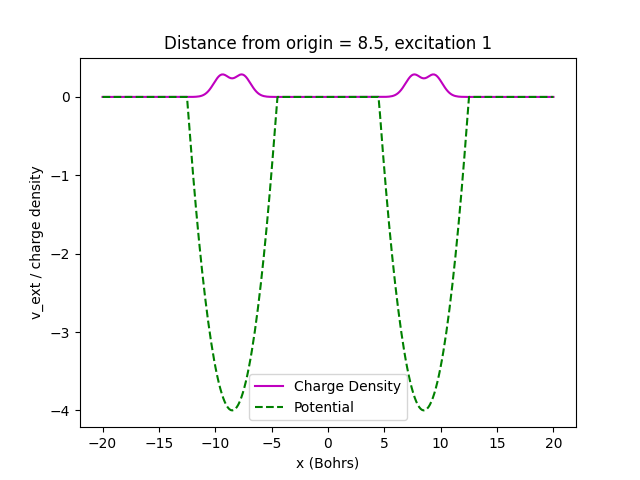 Distance from origin = 8.5, excitation 1
v_ext / charge density
0
−1
−2
−3
−4
Charge Density
Potential
−20 −15 −10 −5 0 5 10 15 20
x (Bohrs)